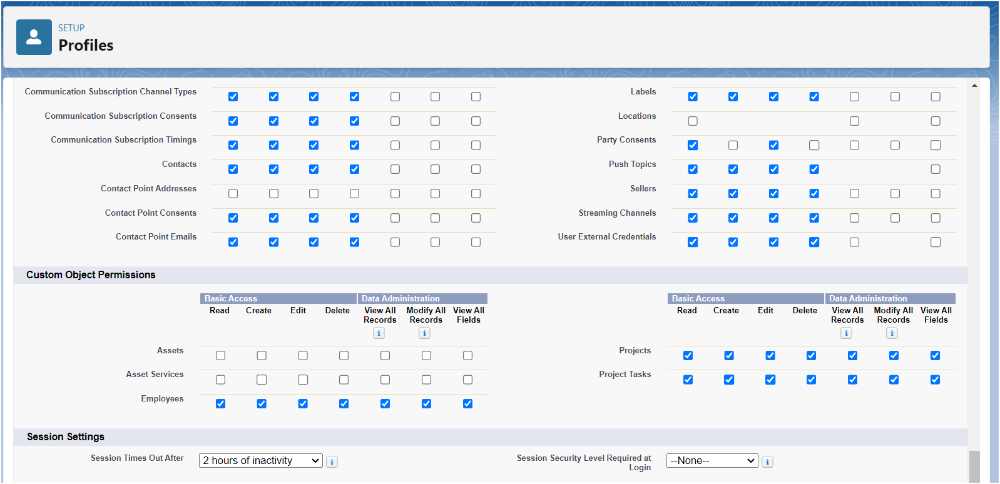 SETUP
Profiles
Communication Subscription Channel Types
Labels
Communication Subscription Consents
Locations
Communication Subscription Timings
Party Consents
Contacts
Push Topics
Contact Point Addresses
Sellers
Contact Point Consents
Streaming Channels
Contact Point Emails
User External Credentials
Custom Object Permissions
Basic Access Data Administration
Read Create Edit Delete View All Records Modify All Records View All Fields
Basic Access Data Administration
Read Create Edit Delete View All Records Modify All Records View All Fields
Assets
Projects
Asset Services
Project Tasks
Employees
Session Settings
Session Times Out After 2 hours of inactivity
Session Security Level Required at
Login
--None--